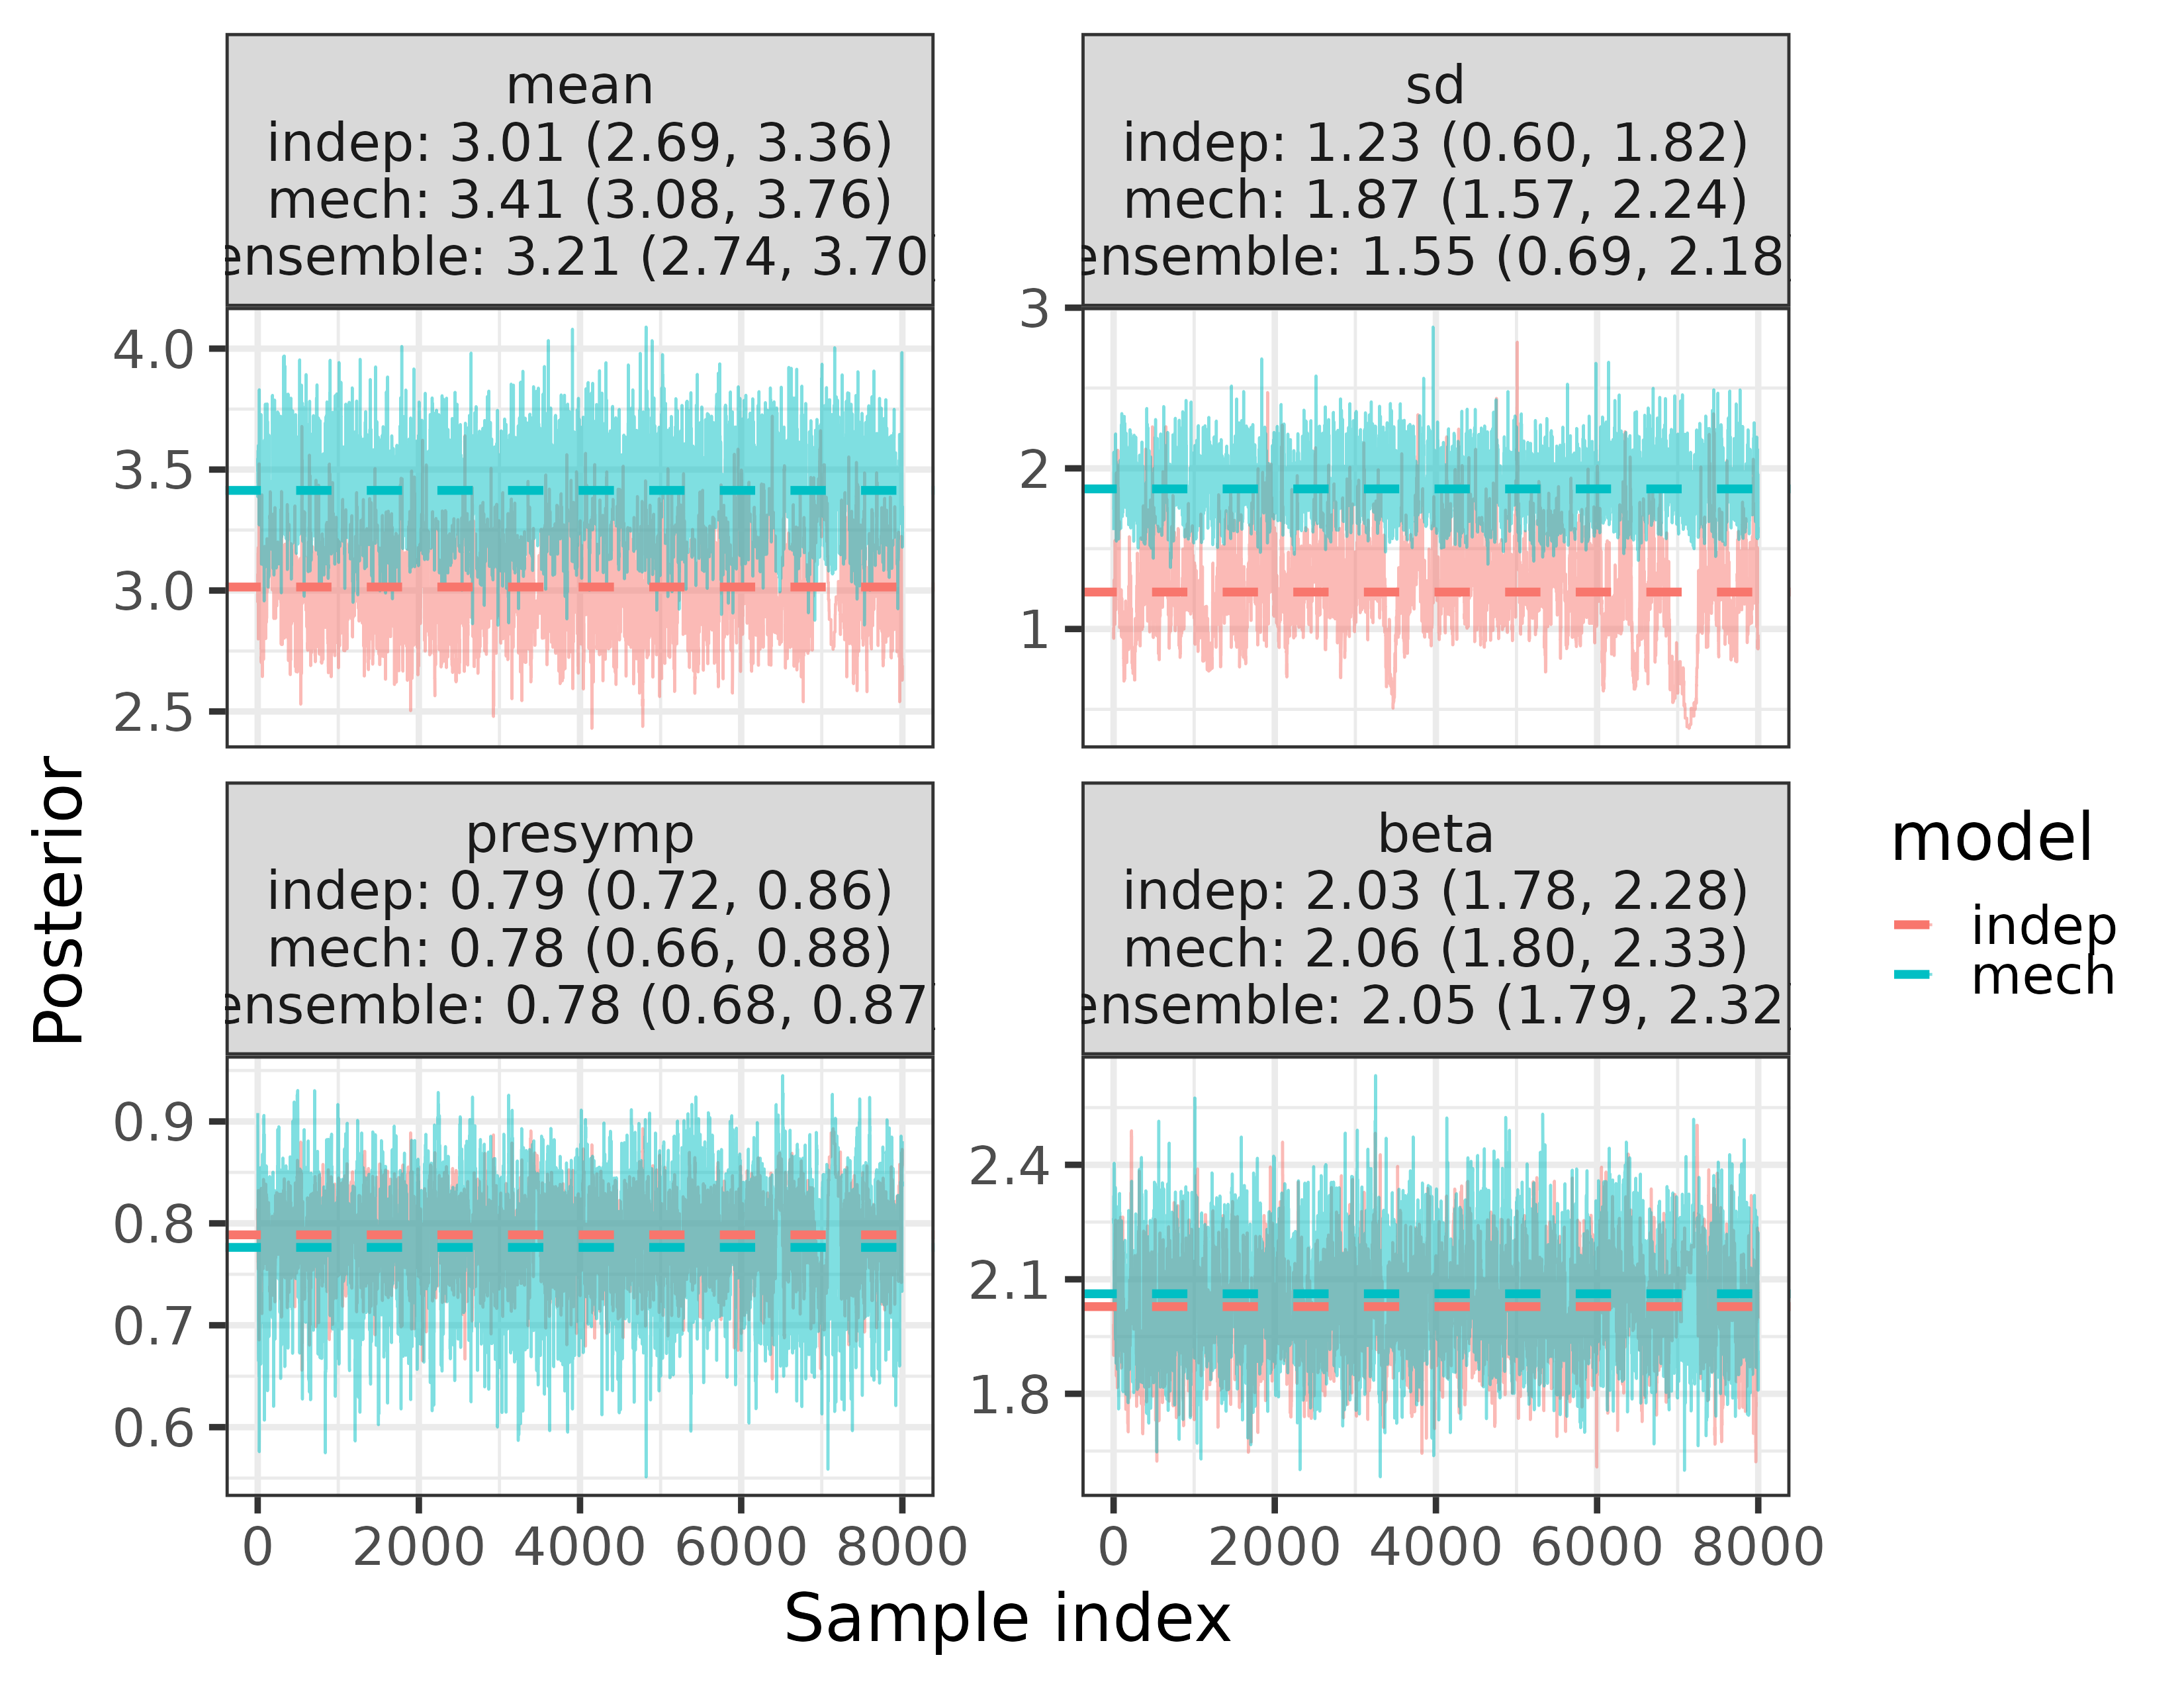 mean
indep: 3.01 (2.69, 3.36)
mech: 3.41 (3.08, 3.76)
ensemble: 3.21 (2.74, 3.70
4.0
3.5
3.0
2.5
sd
indep: 1.23 (0.60, 1.82)
mech: 1.87 (1.57, 2.24)
ensemble: 1.55 (0.69, 2.18
3
2
1
Posterior
presymp
indep: 0.79 (0.72, 0.86)
mech: 0.78 (0.66, 0.88)
ensemble: 0.78 (0.68, 0.87
0.9
0.8
0.7
0.6
0 2000 4000 6000 8000
beta
indep: 2.03 (1.78, 2.28)
mech: 2.06 (1.80, 2.33)
ensemble: 2.05 (1.79, 2.32
2.4
2.1
1.8
0 2000 4000 6000 8000
Sample index
model
indep
mech